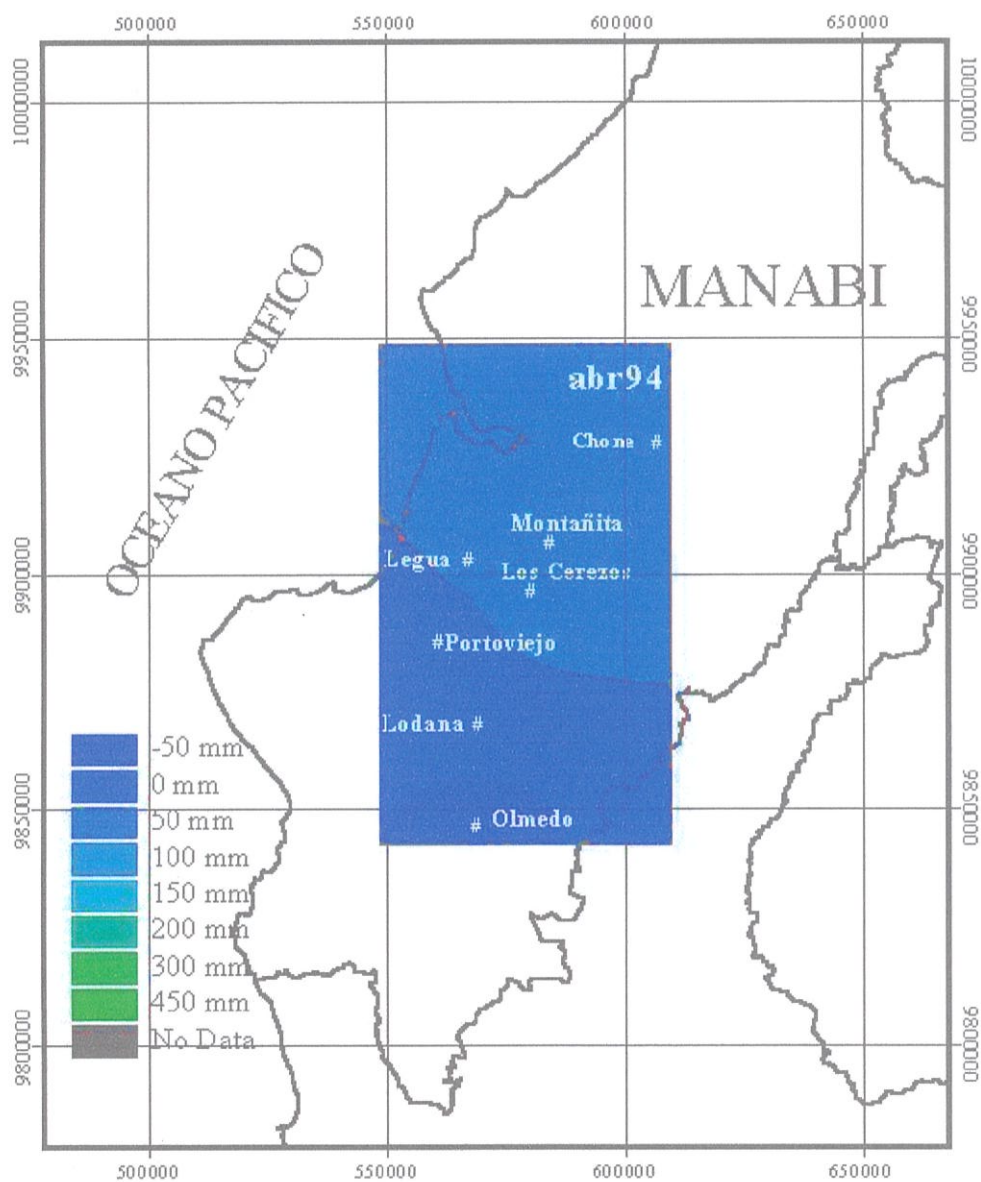 500000 550000 600000 650000
10000000 10000000
OCEANO PACIFICO
MANABI
9950000 9950000
abr94
Chone #
Montañita
#
Legua #
Los Cerezos
#
9900000 9900000
#Portoviejo
Lodana #
-50 mm
0 mm
50 mm
100 mm
150 mm
200 mm
300 mm
450 mm
No Data
9850000 9850000
# Olmedo
9800000 9800000
500000 550000 600000 650000